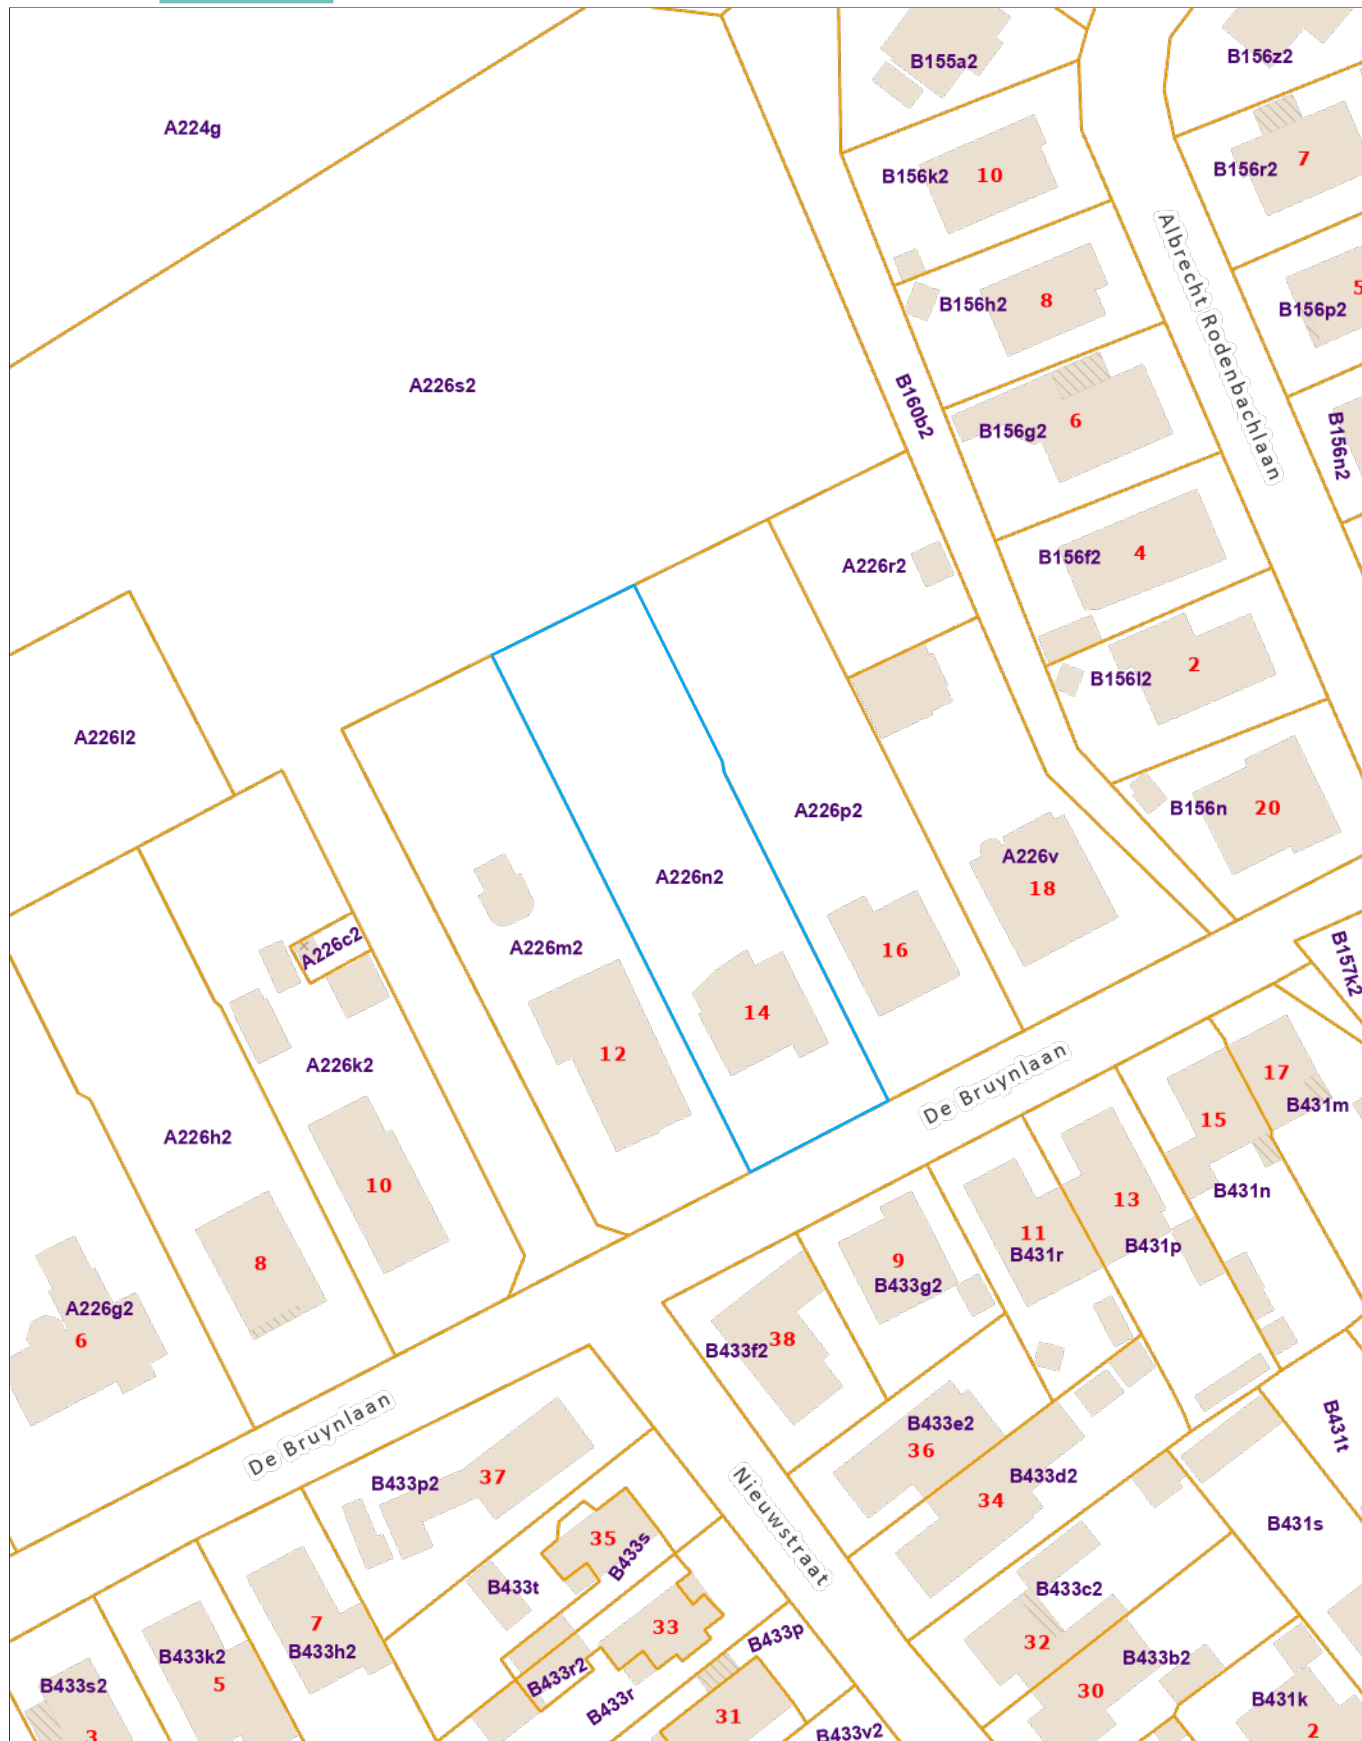 B155a2
B156z2
A224g
B156k2
10
B156r2
7
Albrecht Rodenbachlaan
B156h2
8
B156p2
5
A226s2
B160b2
B156g2
6
B156n2
A226r2
B156f2
4
B156l2
2
A226l2
A226p2
B156n
20
A226v
18
A226n2
A226m2
A226c2
16
B157k2
14
12
A226k2
De Bruynlaan
17
B431m
15
A226h2
10
13
B431n
11
B431r
B431p
8
9
B433g2
A226g2
6
38
B433f2
De Bruynlaan
B433e2
36
B431t
B433p2
37
Nieuwstraat
B433d2
34
B431s
35
B433s
B433t
B433c2
7
B433h2
33
B433p
32
B433k2
5
B433r2
B433r
B433b2
30
B433s2
3
31
B433v2
B431k
2